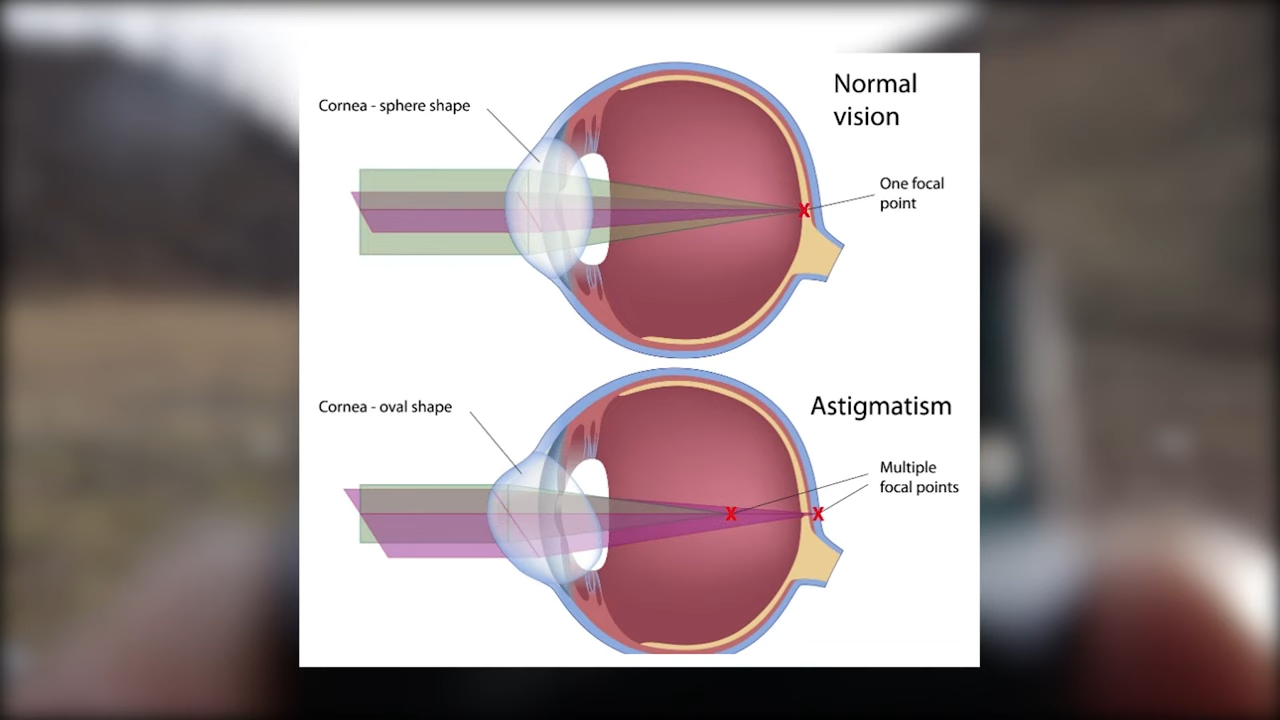 Normal
vision
Cornea - sphere shape
One focal
point
Cornea - oval shape
Astigmatism
Multiple
focal points